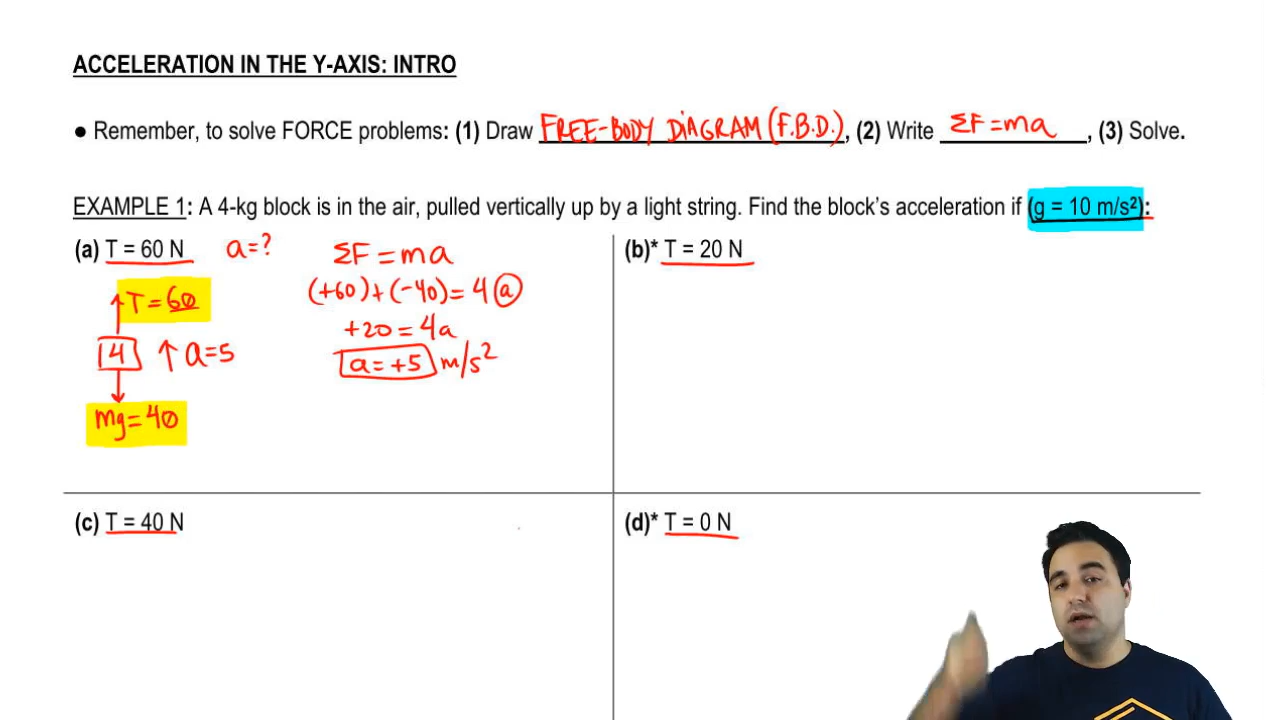 ACCELERATION IN THE Y-AXIS: INTRO
● Remember, to solve FORCE problems: (1) Draw FREE-BODY DIAGRAM (F.B.D.), (2) Write ΣF=ma, (3) Solve.
EXAMPLE 1: A 4-kg block is in the air, pulled vertically up by a light string. Find the block's acceleration if (g = 10 m/s²):
(a) T = 60 N a=?
ΣF=ma
(+60)+(-40)=4a
+20=4a
a=+5 m/s²
T=60
4 ↑a=5
mg=40
(b)* T = 20 N
(c) T = 40 N
(d)* T = 0 N